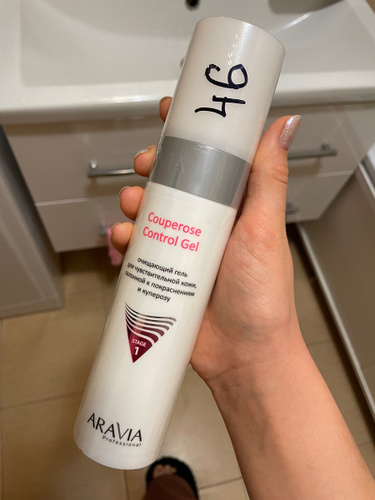 46
Couperose
Control Gel
очищающий гель
для чувствительной кожи,
склонной к покраснениям
и куперозу
STAGE
1
ARAVIA
Professional